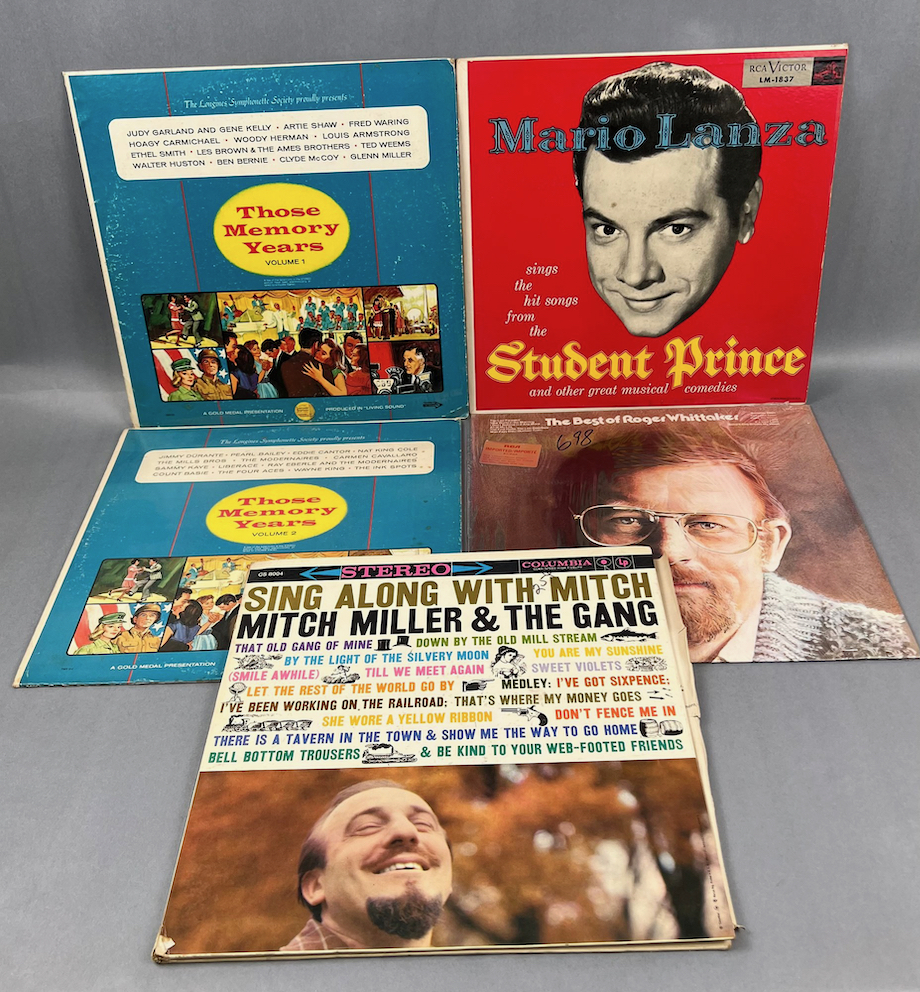 The Longines Symphonette Society proudly presents
JUDY GARLAND AND GENE KELLY • ARTIE SHAW • FRED WARING
HOAGY CARMICHAEL • WOODY HERMAN • LOUIS ARMSTRONG
ETHEL SMITH • LES BROWN & THE AMES BROTHERS • TED WEEMS
WALTER HUSTON • BEN BERNIE • CLYDE McCOY • GLENN MILLER
Those
Memory
Years
VOLUME 1
A GOLD MEDAL PRESENTATION
PRODUCED IN "LIVING SOUND"
RCA VICTOR
LM-1837
Mario Lanza
sings
the
hit songs
from
the
Student Prince
and other great musical comedies
The Longines Symphonette Society proudly presents
JIMMY DURANTE • PEARL BAILEY • EDDIE CANTOR • NAT KING COLE
THE MILLS BROS • THE MODERNAIRES • CARMEN CAVALLARO
SAMMY KAYE • LIBERACE • RAY EBERLE AND THE MODERNAIRES
COUNT BASIE • THE FOUR ACES • WAYNE KING • THE INK SPOTS
Those
Memory
Years
VOLUME 2
A GOLD MEDAL PRESENTATION
The Best of Roger Whittaker
698
CS 8004
STEREO
COLUMBIA
SING ALONG WITH MITCH
MITCH MILLER & THE GANG
THAT OLD GANG OF MINE DOWN BY THE OLD MILL STREAM
BY THE LIGHT OF THE SILVERY MOON YOU ARE MY SUNSHINE
(SMILE AWHILE) TILL WE MEET AGAIN SWEET VIOLETS
LET THE REST OF THE WORLD GO BY MEDLEY: I'VE GOT SIXPENCE:
I'VE BEEN WORKING ON THE RAILROAD: THAT'S WHERE MY MONEY GOES
SHE WORE A YELLOW RIBBON DON'T FENCE ME IN
THERE IS A TAVERN IN THE TOWN & SHOW ME THE WAY TO GO HOME
BELL BOTTOM TROUSERS & BE KIND TO YOUR WEB-FOOTED FRIENDS